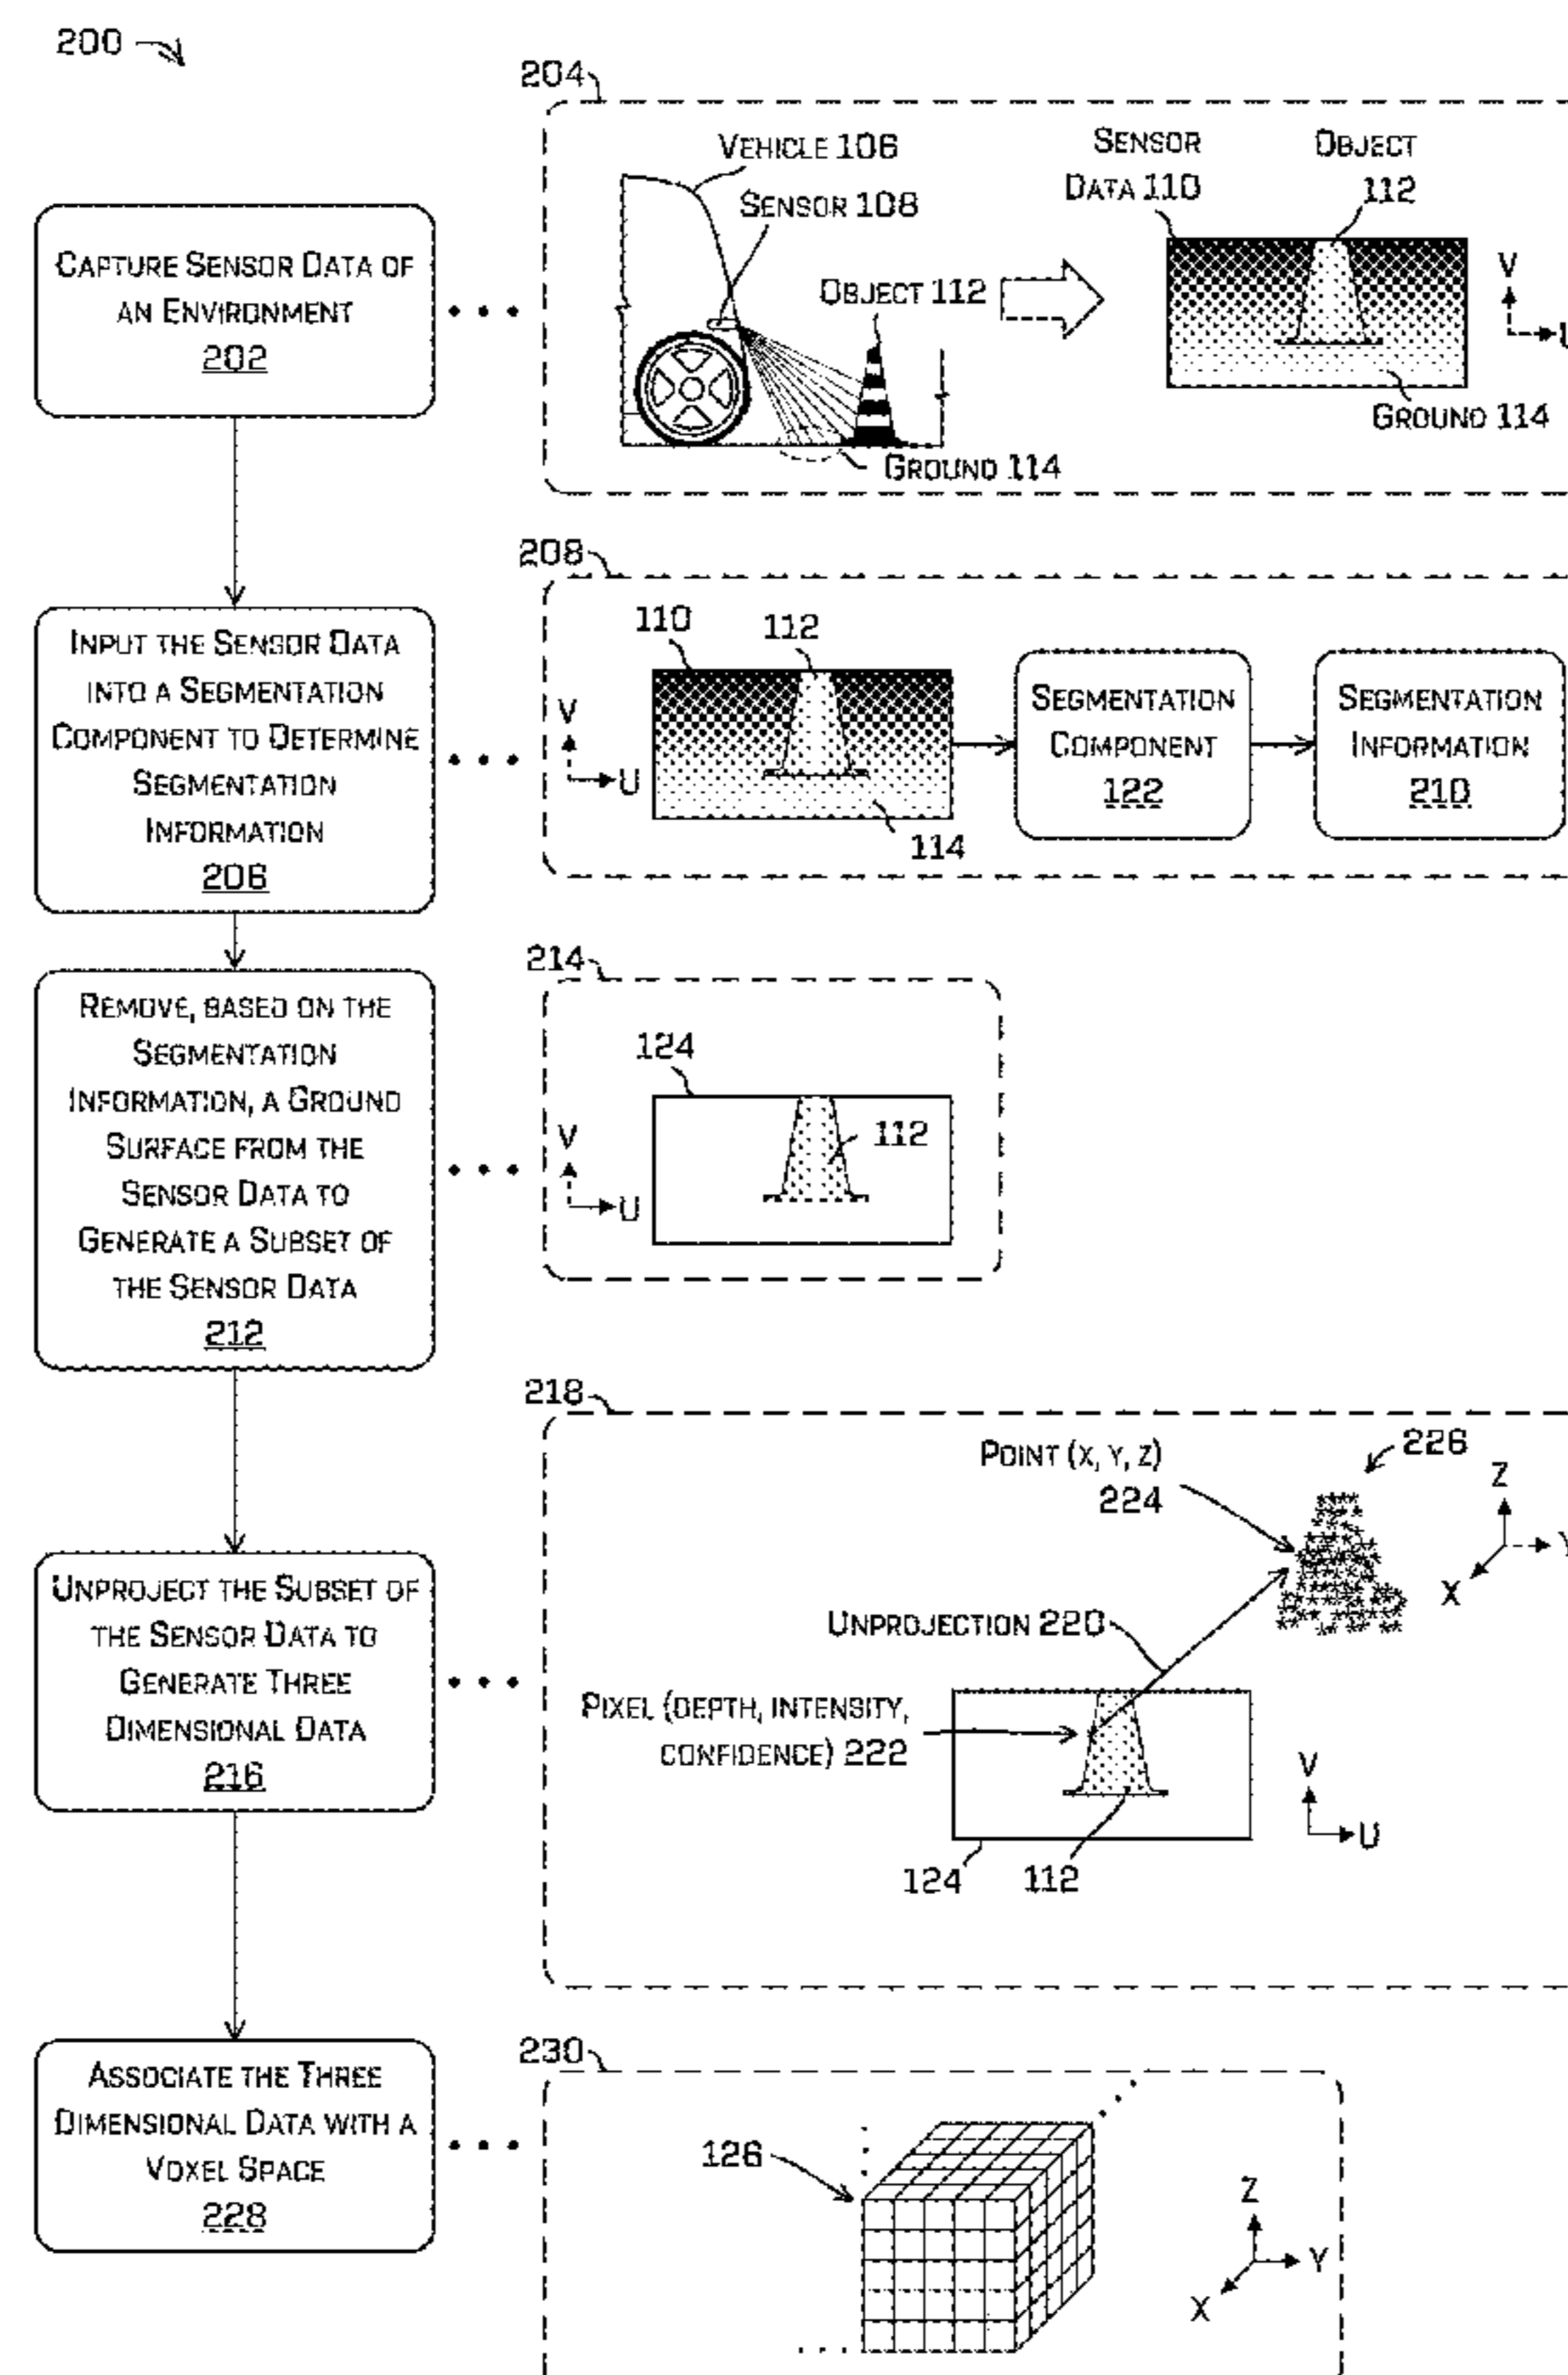 200
204
VEHICLE 106
SENSOR 108
OBJECT 112
SENSOR
DATA 110
OBJECT
112
V
U
GROUND 114
GROUND 114
CAPTURE SENSOR DATA OF
AN ENVIRONMENT
202
208
110
112
V
U
114
SEGMENTATION
COMPONENT
122
SEGMENTATION
INFORMATION
210
INPUT THE SENSOR DATA
INTO A SEGMENTATION
COMPONENT TO DETERMINE
SEGMENTATION
INFORMATION
206
214
124
112
V
U
REMOVE, BASED ON THE
SEGMENTATION
INFORMATION, A GROUND
SURFACE FROM THE
SENSOR DATA TO
GENERATE A SUBSET OF
THE SENSOR DATA
212
218
POINT (X, Y, Z)
224
226
Z
Y
X
UNPROJECTION 220
PIXEL (DEPTH, INTENSITY,
CONFIDENCE) 222
V
U
124
112
UNPROJECT THE SUBSET OF
THE SENSOR DATA TO
GENERATE THREE
DIMENSIONAL DATA
216
230
126
Z
Y
X
ASSOCIATE THE THREE
DIMENSIONAL DATA WITH A
VOXEL SPACE
228